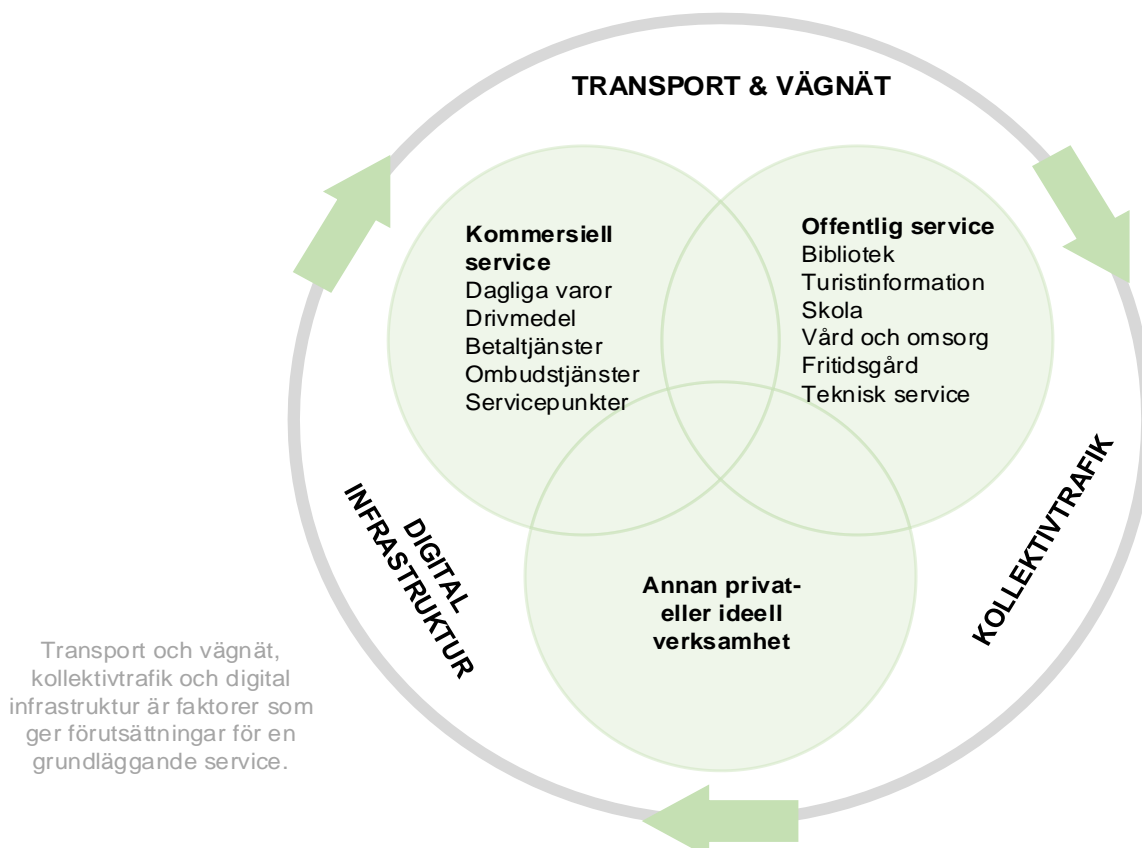 TRANSPORT & VÄGNÄT
Kommersiell
service
Dagliga varor
Drivmedel
Betaltjänster
Ombudstjänster
Servicepunkter
Offentlig service
Bibliotek
Turistinformation
Skola
Vård och omsorg
Fritidsgård
Teknisk service
DIGITAL
INFRASTRUKTUR
KOLLEKTIVTRAFIK
Annan privat-
eller ideell
verksamhet
Transport och vägnät,
kollektivtrafik och digital
infrastruktur är faktorer som
ger förutsättningar för en
grundläggande service.